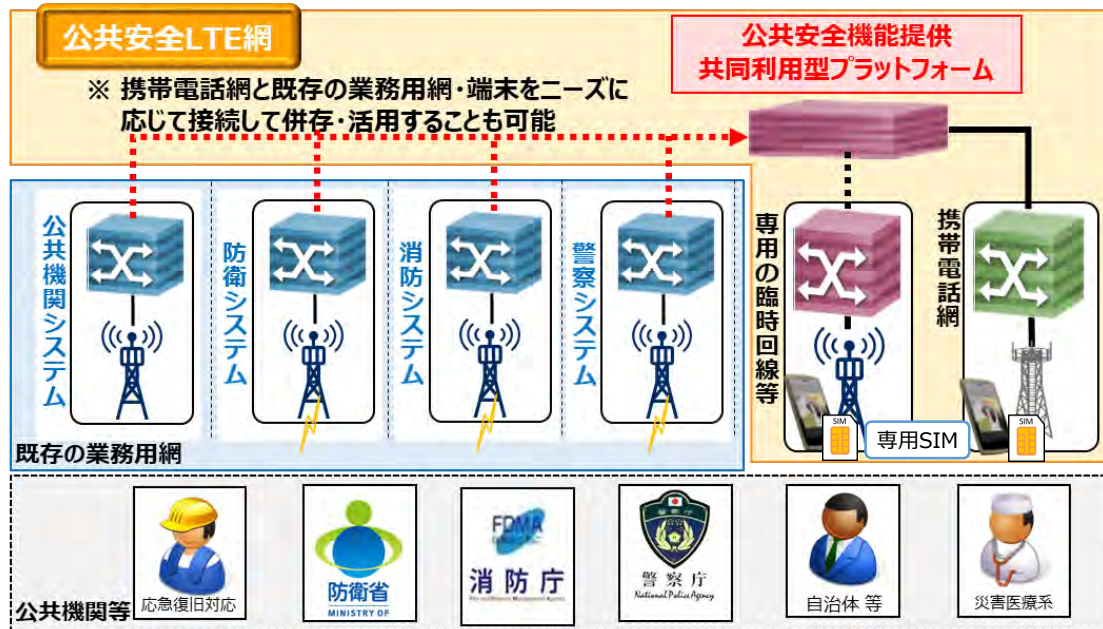 公共安全LTE網
公共安全機能提供
共同利用型プラットフォーム
※ 携帯電話網と既存の業務用網・端末をニーズに
応じて接続して併存・活用することも可能
公共機関システム
防衛システム
消防システム
警察システム
専用の臨時回線等
携帯電話網
SIM
専用SIM
SIM
既存の業務用網
公共機関等
応急復旧対応
防衛省
MINISTRY OF
FDMA
消防庁
Fire and Disaster Management Agency
警察庁
警察庁
National Police Agency
自治体 等
災害医療系